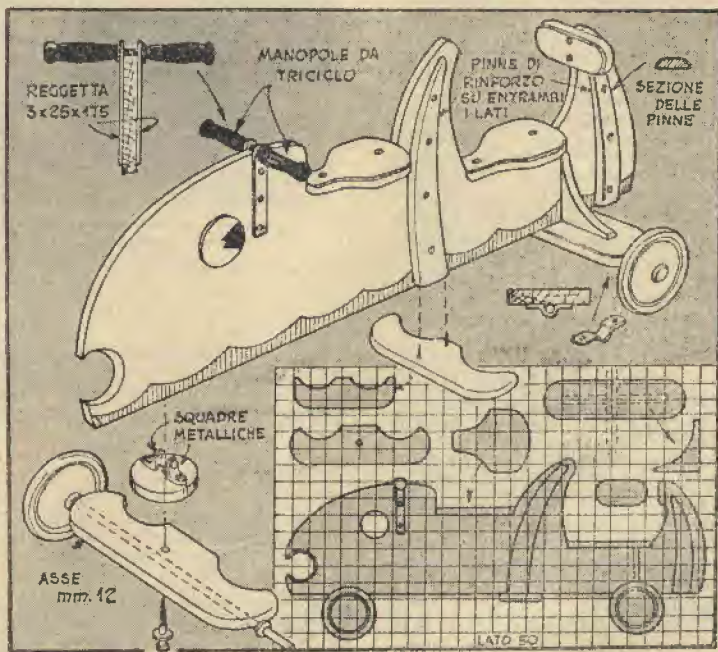 MANOPOLE DA
TRICICLO
REGGETTA
3x25x175
PINNE DI
RINFORZO
SU ENTRAMBI
I LATI
SEZIONE
DELLE
PINNE
SQUADRE
METALLICHE
ASSE
mm. 12
LATO 50